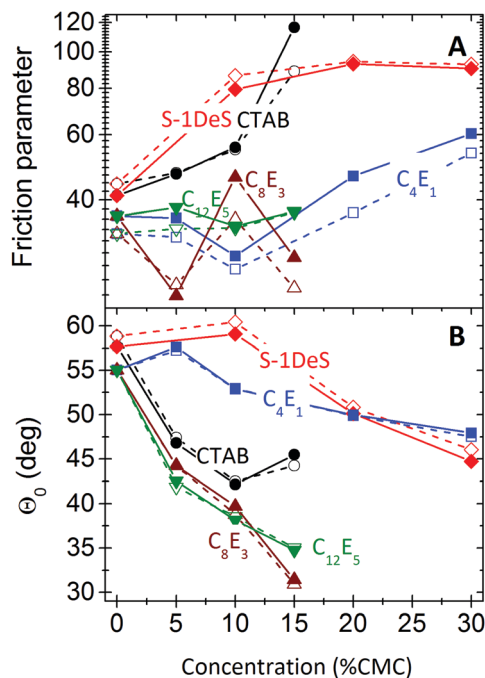 120
100
80
60
40
Friction parameter
A
S-1DeS CTAB
C8E3
C12E5
C4E1
60
55
50
45
40
35
30
Θ0 (deg)
B
S-1DeS
C4E1
CTAB
C8E3
C12E5
0 5 10 15 20 25 30
Concentration (%CMC)